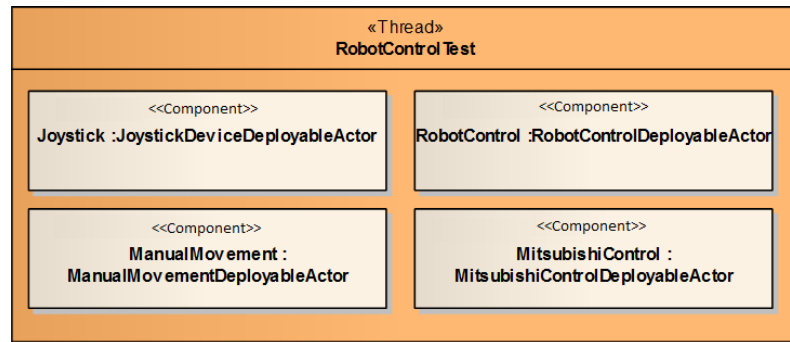 «Thread»
RobotControlTest
<<Component>>
Joystick :JoystickDeviceDeployableActor
<<Component>>
RobotControl :RobotControlDeployableActor
<<Component>>
ManualMovement :
ManualMovementDeployableActor
<<Component>>
MitsubishiControl :
MitsubishiControlDeployableActor